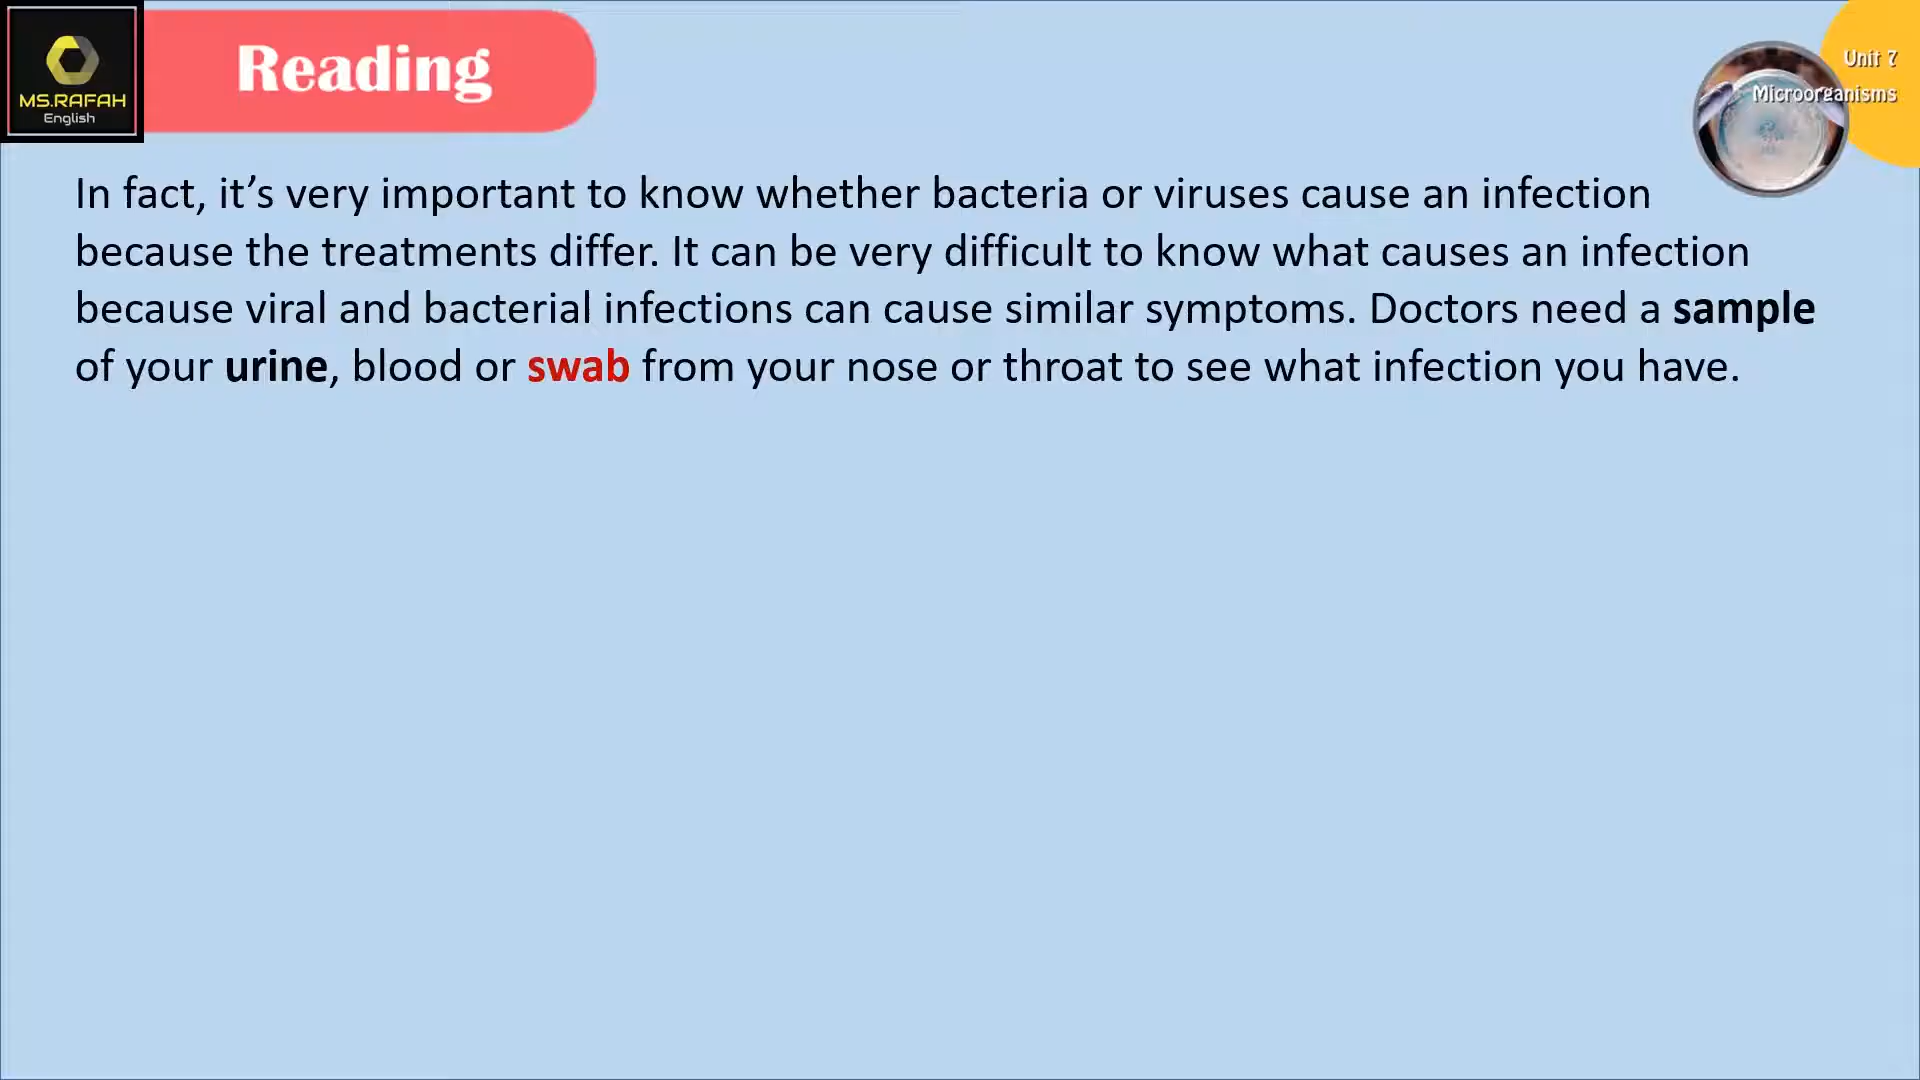 MS.RAFAH
English
Reading
Unit 7
Microorganisms
In fact, it’s very important to know whether bacteria or viruses cause an infection
because the treatments differ. It can be very difficult to know what causes an infection
because viral and bacterial infections can cause similar symptoms. Doctors need a sample
of your urine, blood or swab from your nose or throat to see what infection you have.